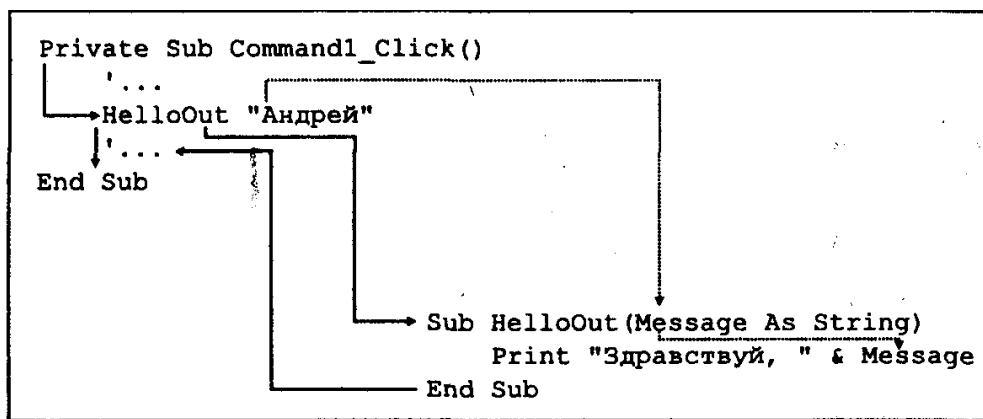 Private Sub Command1_Click()
'...
HelloOut "Андрей"
'...
End Sub
Sub HelloOut(Message As String)
Print "Здравствуй, " & Message
End Sub